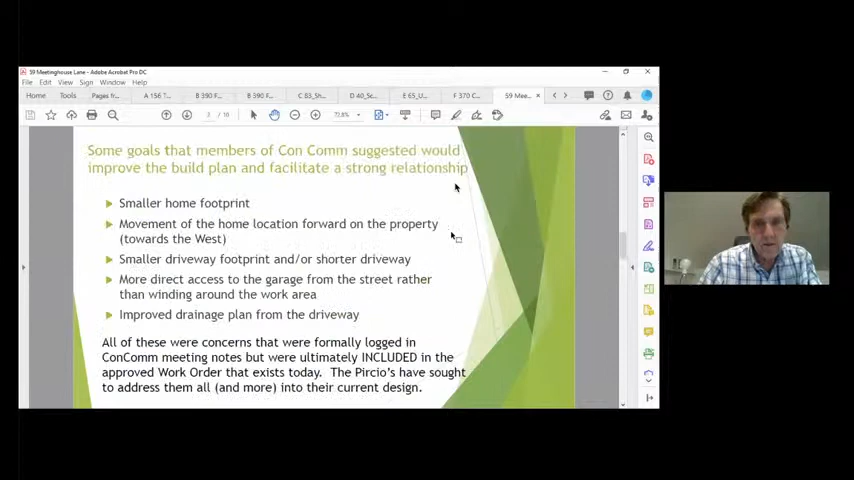 59 Meetinghouse Lane - Adobe Acrobat Pro DC
File Edit View Sign Window Help
Home Tools Pages fr... A 156 T... B 390 F... B 390 F... C 83_Sh... D 40_Sc... E 65_U... F 370 C... 59 Mee... ×
3 / 10 72.8%
Some goals that members of Con Comm suggested would
improve the build plan and facilitate a strong relationship
Smaller home footprint
Movement of the home location forward on the property
(towards the West)
Smaller driveway footprint and/or shorter driveway
More direct access to the garage from the street rather
than winding around the work area
Improved drainage plan from the driveway
All of these were concerns that were formally logged in
ConComm meeting notes but were ultimately INCLUDED in the
approved Work Order that exists today. The Pircio's have sought
to address them all (and more) into their current design.